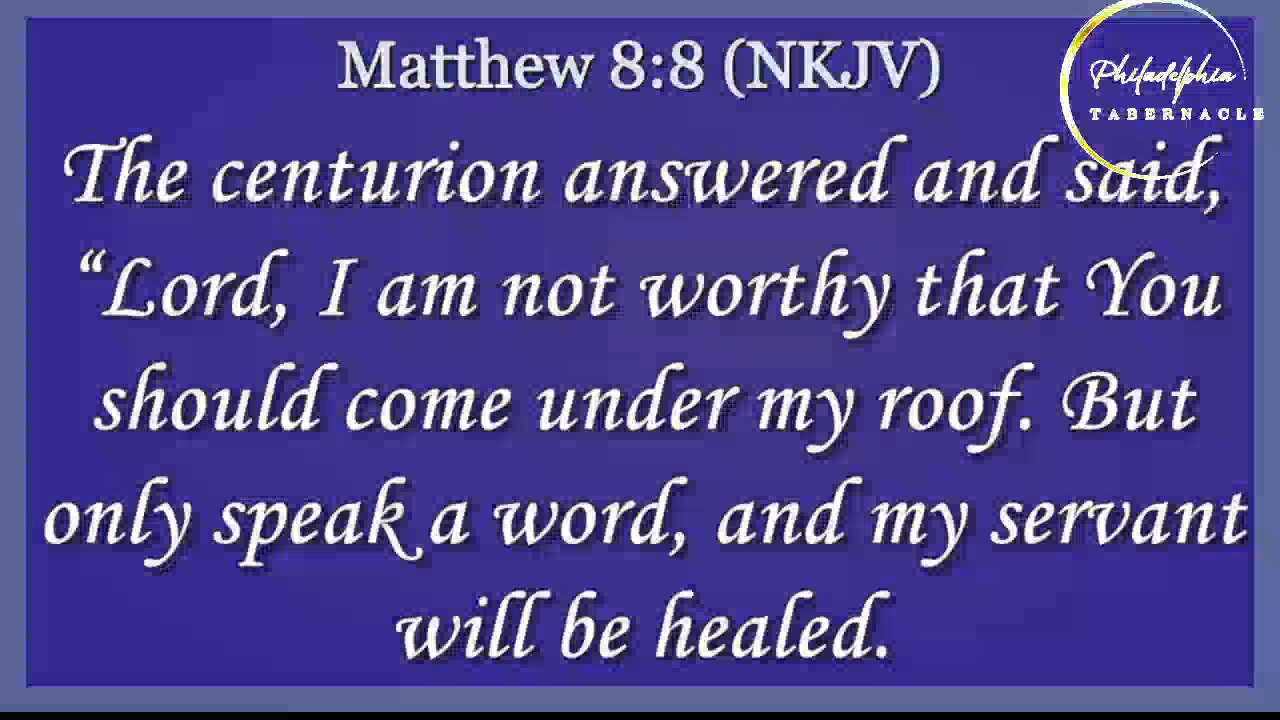 Matthew 8:8 (NKJV)
Philadelphia
TABERNACLE
The centurion answered and said,
“Lord, I am not worthy that You
should come under my roof. But
only speak a word, and my servant
will be healed.